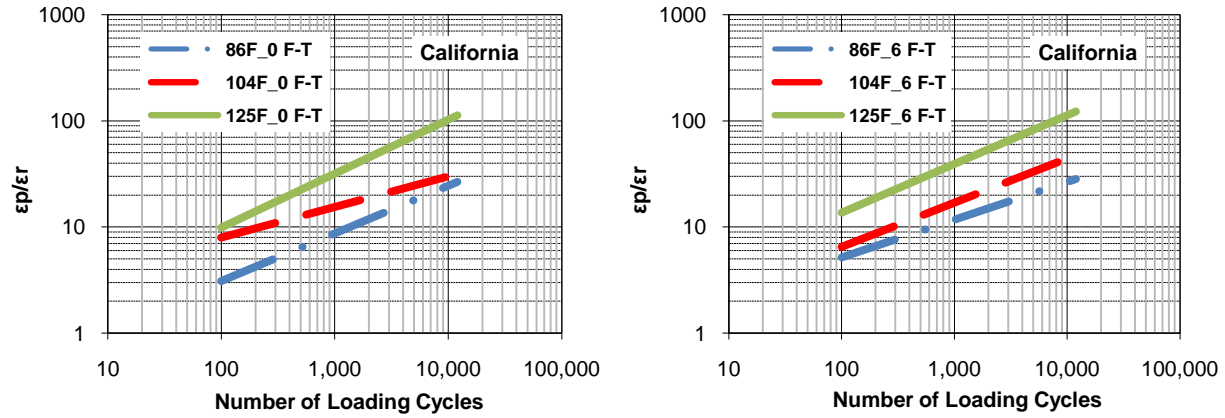 1000
100
10
1
εp/εr
86F_0 F-T
104F_0 F-T
125F_0 F-T
California
10 100 1,000 10,000 100,000
Number of Loading Cycles
1000
100
10
1
εp/εr
86F_6 F-T
104F_6 F-T
125F_6 F-T
California
10 100 1,000 10,000 100,000
Number of Loading Cycles